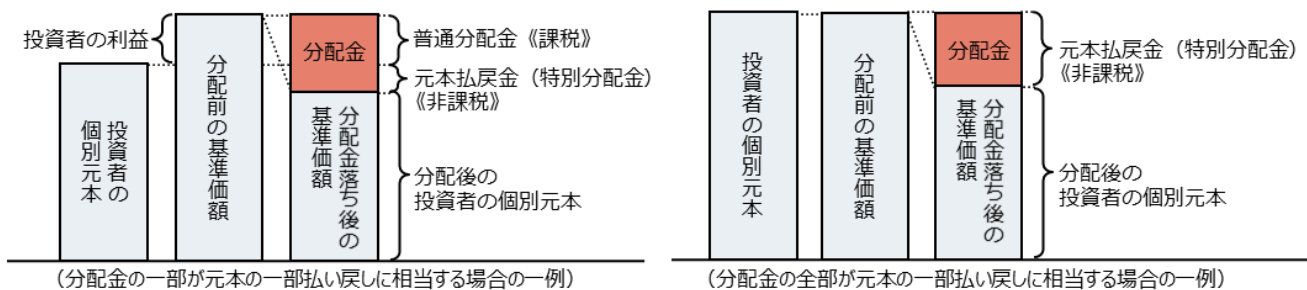 投資者の利益
投資者の
個別元本
分配前の基準価額
分配金
分配金落ち後の
基準価額
普通分配金《課税》
元本払戻金（特別分配金）
《非課税》
分配後の
投資者の個別元本
（分配金の一部が元本の一部払い戻しに相当する場合の一例）
投資者の個別元本
分配前の基準価額
分配金
分配金落ち後の
基準価額
元本払戻金（特別分配金）
《非課税》
分配後の
投資者の個別元本
（分配金の全部が元本の一部払い戻しに相当する場合の一例）